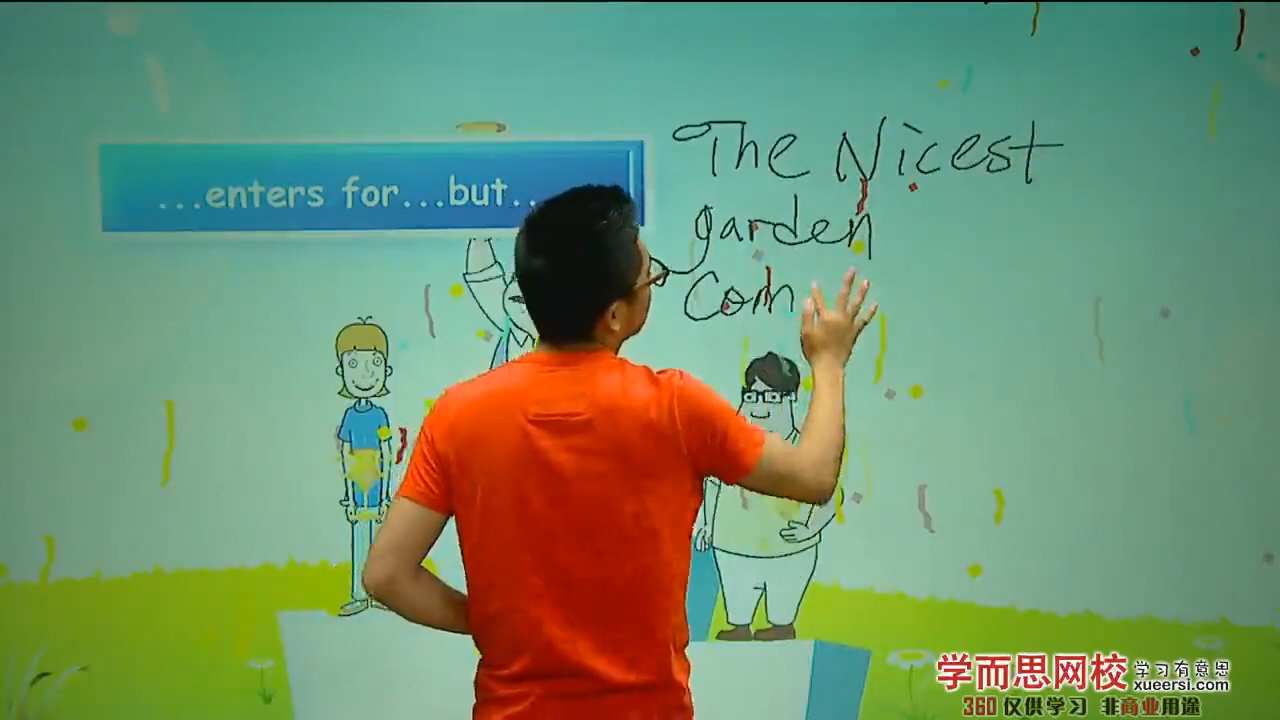 ...enters for...but..
The Nicest
garden
Com
学而思网校 学习有意思
xueersi.com
360 仅供学习 非商业用途